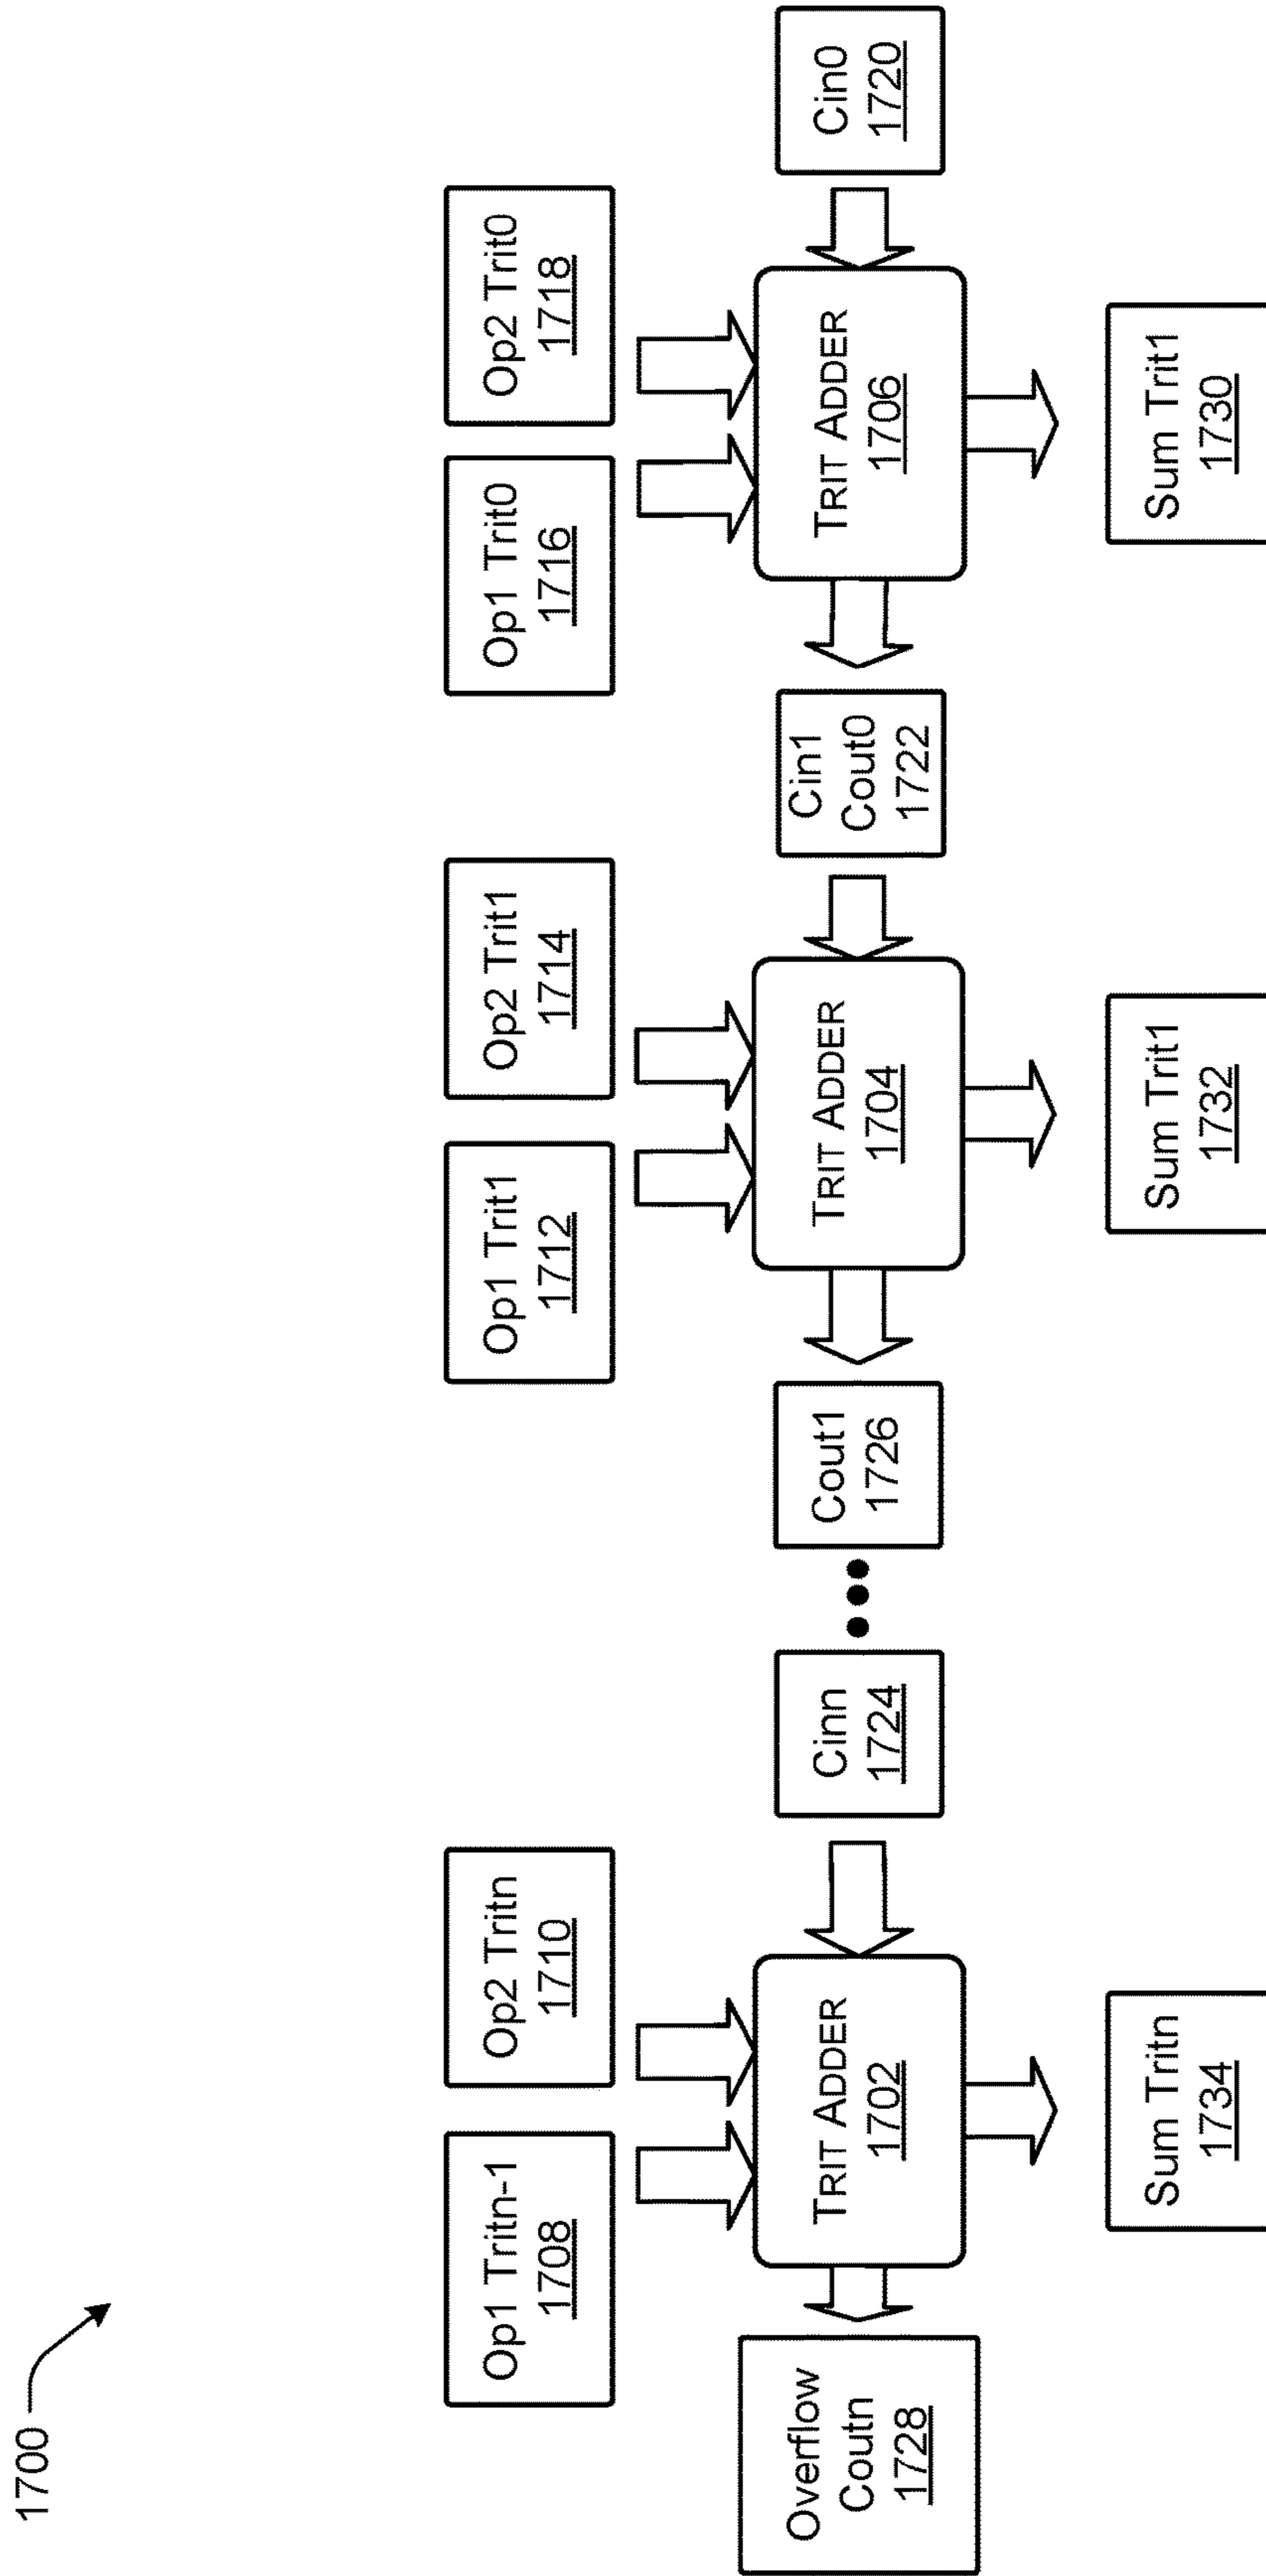 1700
Op1 Tritn-1
1708
Op2 Tritn
1710
Op1 Trit1
1712
Op2 Trit1
1714
Op1 Trit0
1716
Op2 Trit0
1718
Overflow
Coutn
1728
TRIT ADDER
1702
Cinn
1724
Cout1
1726
TRIT ADDER
1704
Cin1
Cout0
1722
TRIT ADDER
1706
Cin0
1720
Sum Tritn
1734
Sum Trit1
1732
Sum Trit1
1730